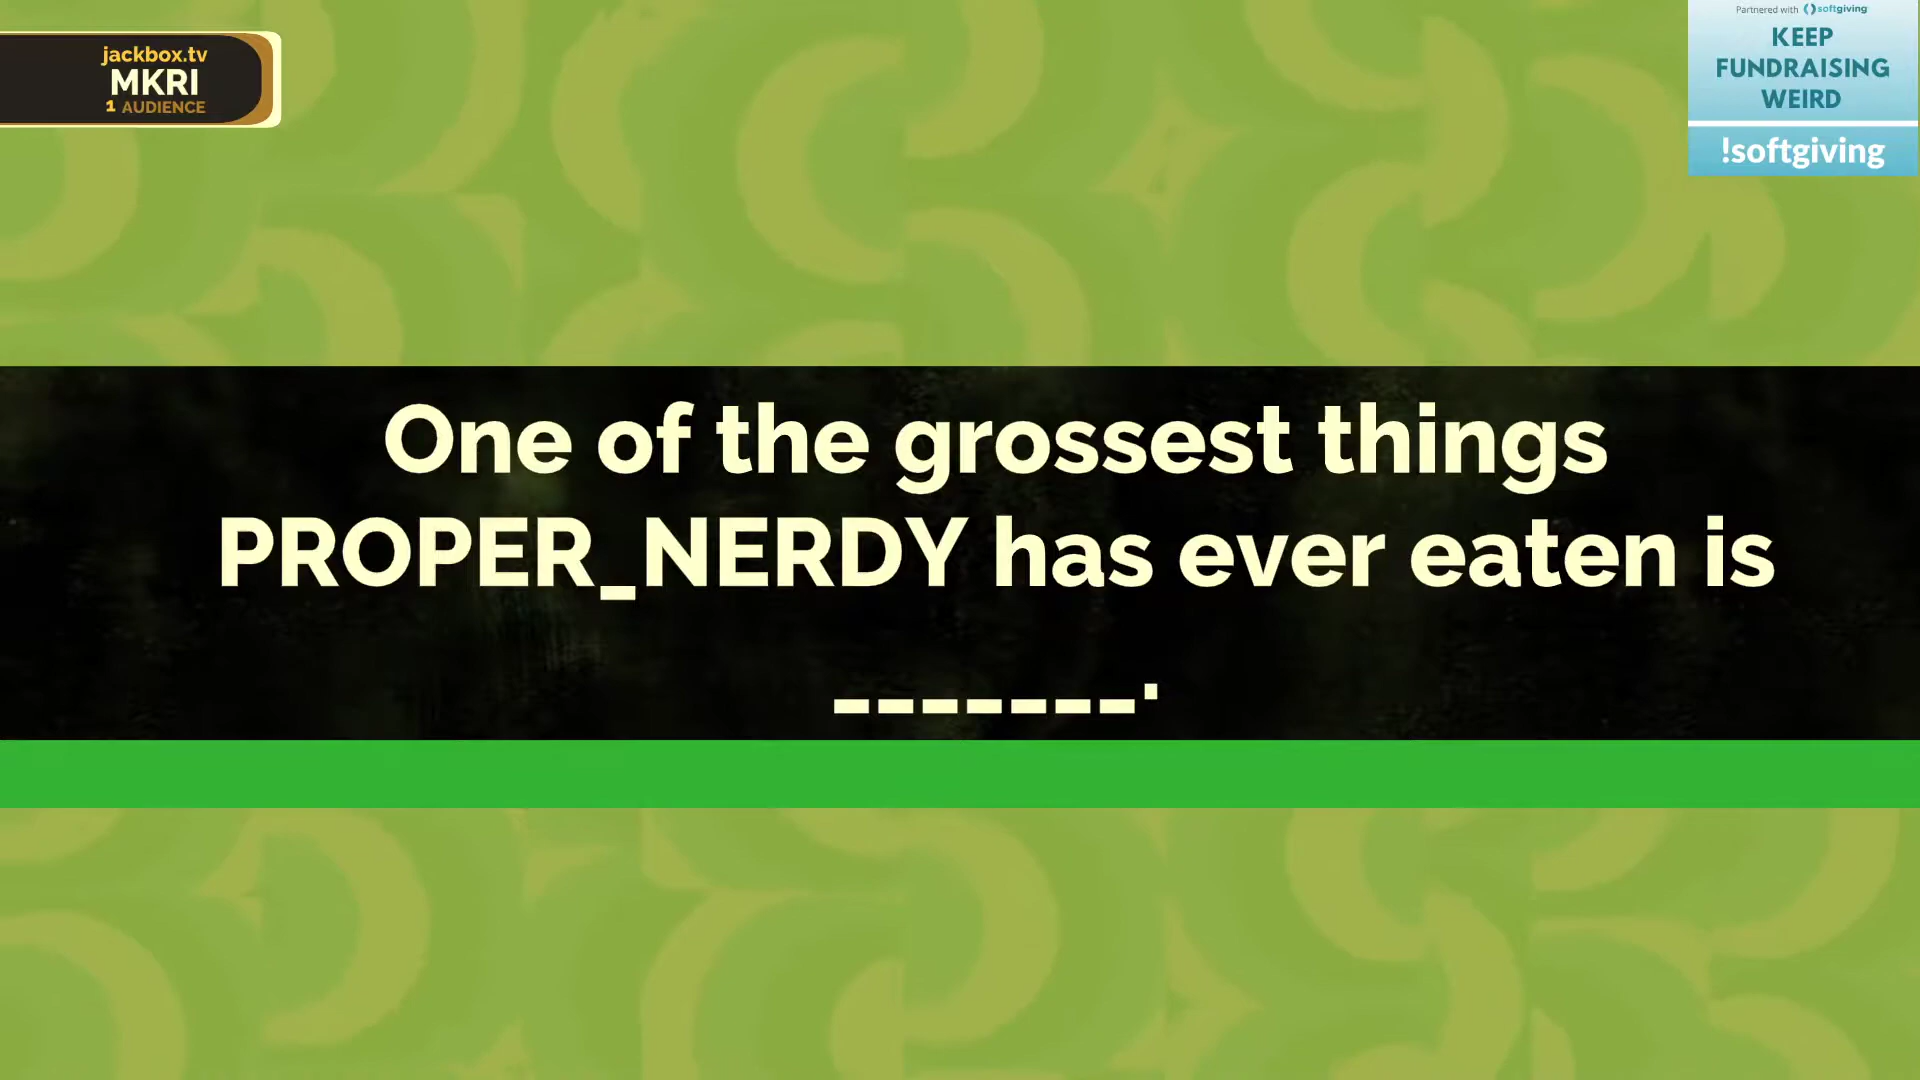 jackbox.tv
MKRI
1 AUDIENCE
Partnered with softgiving
KEEP
FUNDRAISING
WEIRD
!softgiving
One of the grossest things
PROPER_NERDY has ever eaten is
_______.